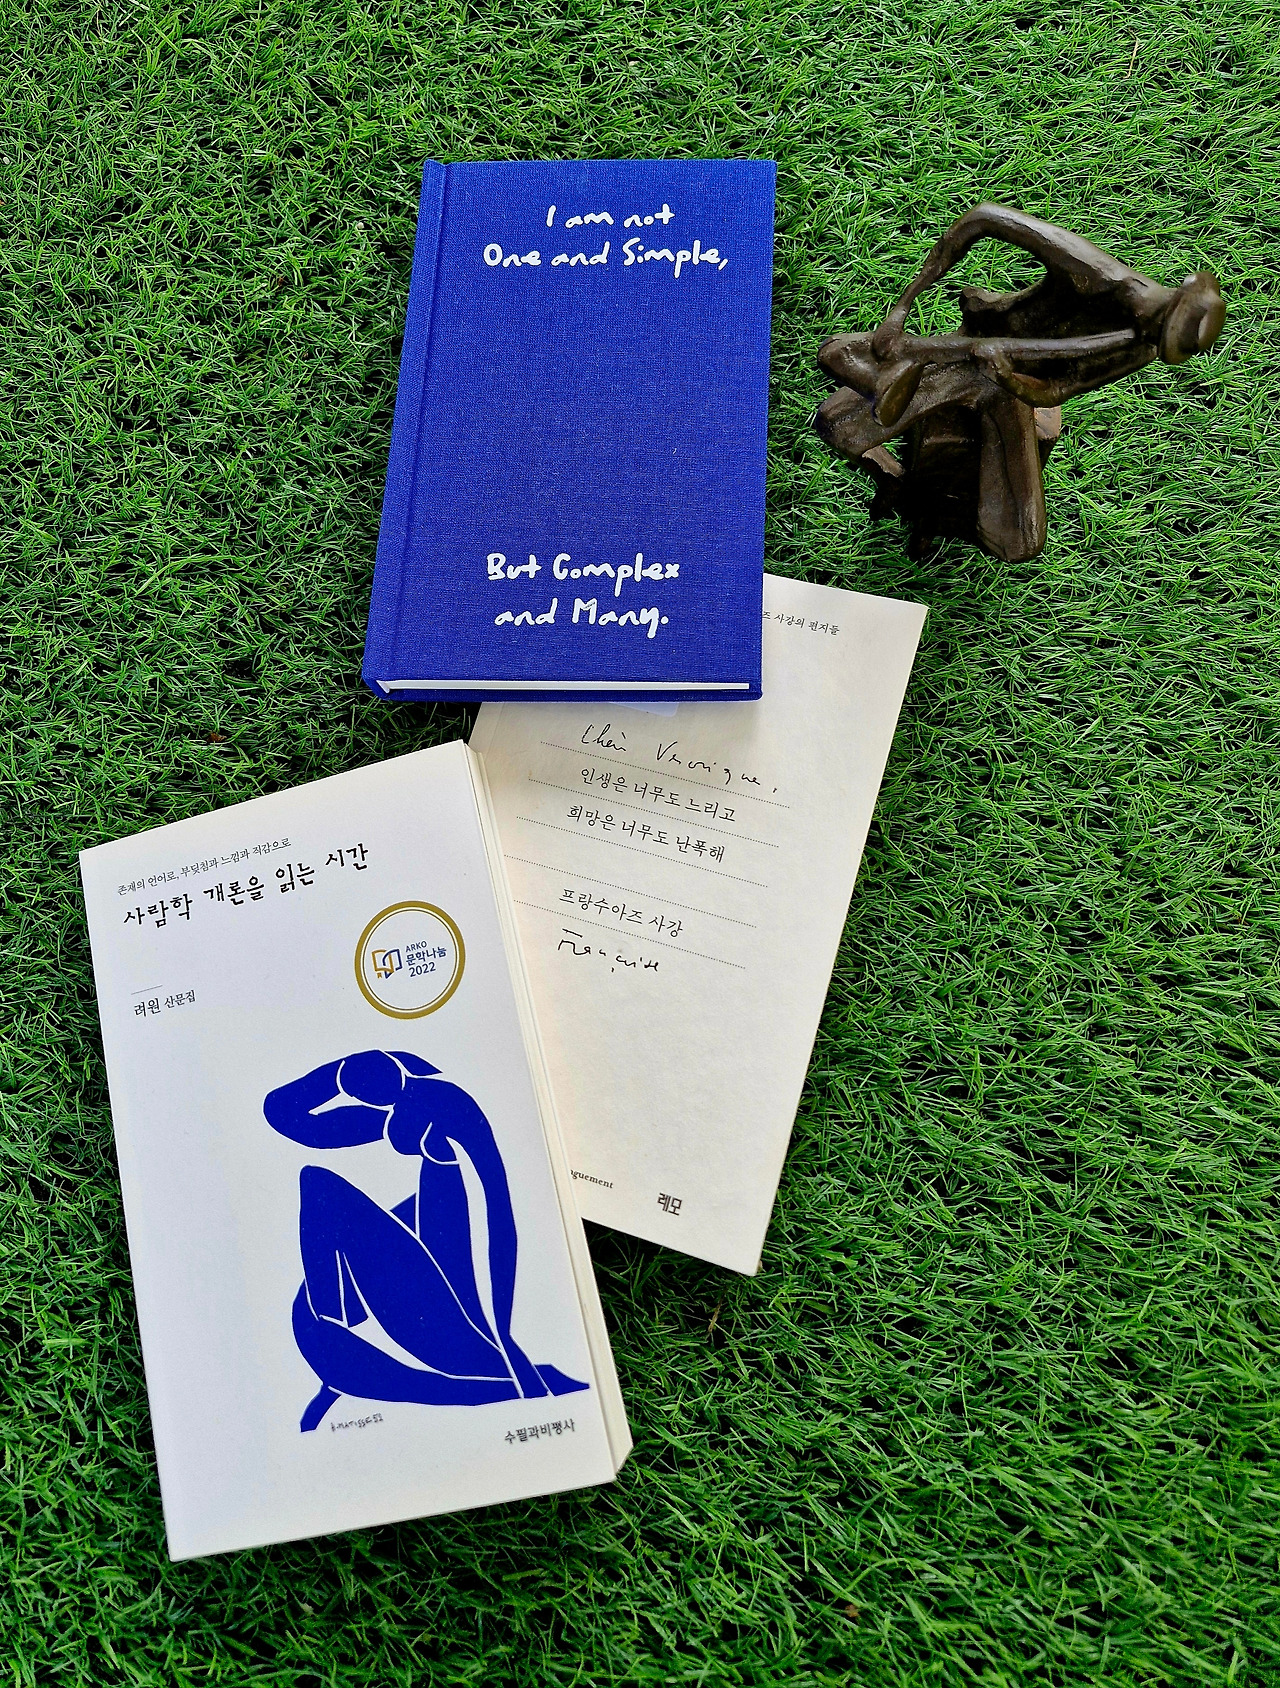 I am not
One and Simple,
But Complex
and Many.
사강의 편지들
Véronique,
인생은 너무도 느리고
희망은 너무도 난폭해
프랑수아즈 사강
Françoise
레모
존재의 언어로, 부딪침과 느낌과 직감으로
사람학 개론을 읽는 시간
ARKO
문학나눔
2022
려원 산문집
H. MATISSE 52
수필과비평사